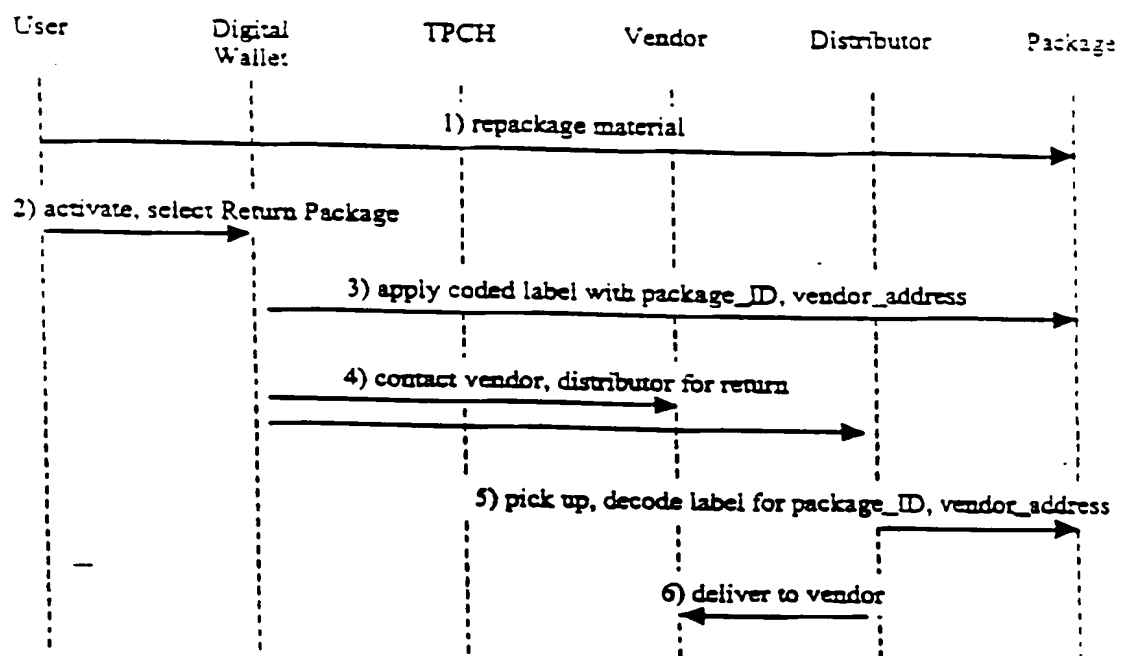 User Digital Wallet TPCH Vendor Distributor Package
1) repackage material
2) activate, select Return Package
3) apply coded label with package_ID, vendor_address
4) contact vendor, distributor for return
5) pick up, decode label for package_ID, vendor_address
6) deliver to vendor